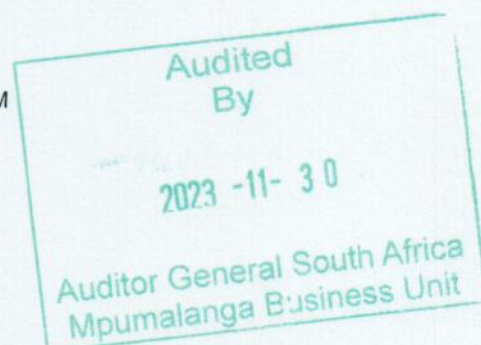 M
Audited
By
2023 -11- 30
Auditor General South Africa
Mpumalanga Business Unit